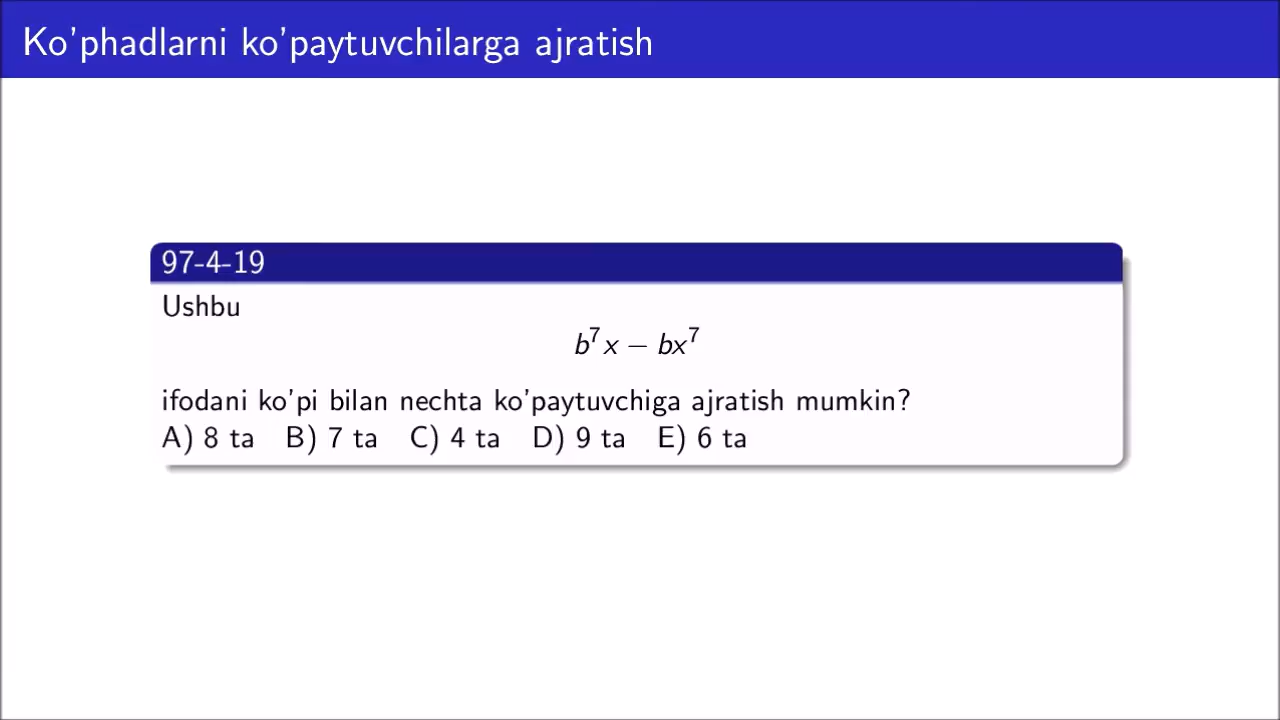 Ko'phadlarni ko'paytuvchilarga ajratish
97-4-19
Ushbu
b⁷x − bx⁷
ifodani ko'pi bilan nechta ko'paytuvchiga ajratish mumkin?
A) 8 ta B) 7 ta C) 4 ta D) 9 ta E) 6 ta